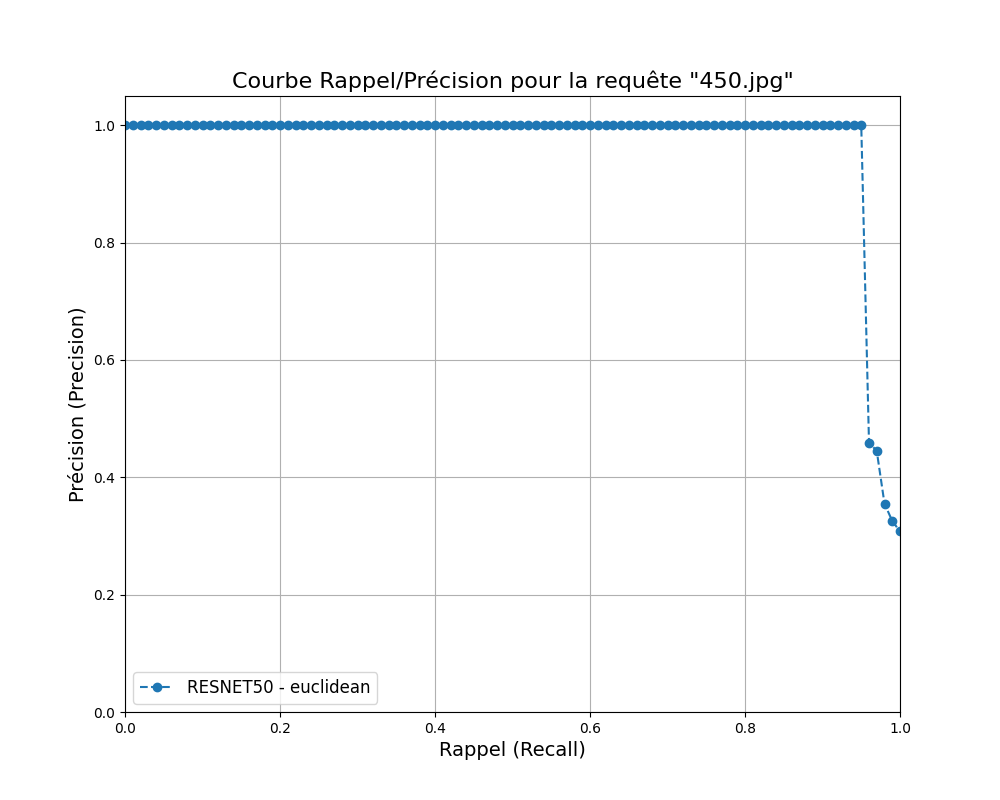 Courbe Rappel/Précision pour la requête "450.jpg"
Précision (Precision)
1.0
0.8
0.6
0.4
0.2
0.0
RESNET50 - euclidean
0.0 0.2 0.4 0.6 0.8 1.0
Rappel (Recall)